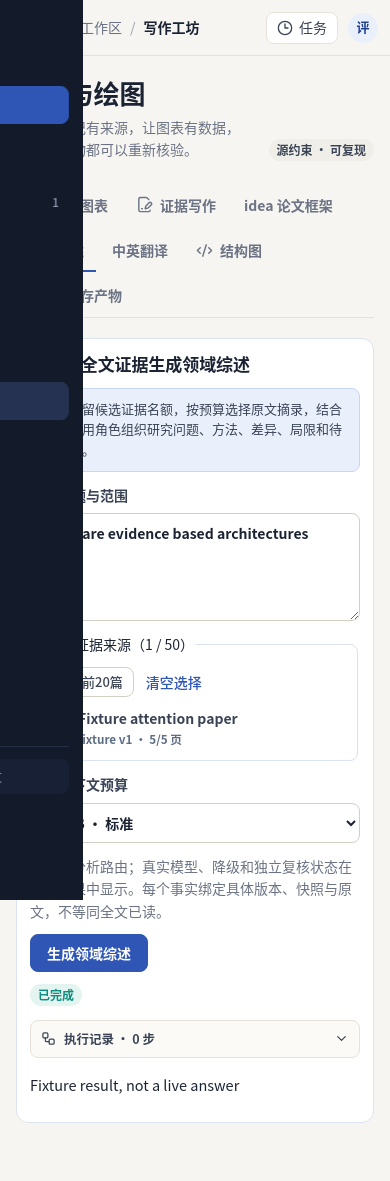 工作区 / 写作工坊
任务
评
与绘图
已有来源，让图表有数据，
都可以重新核验。
源约束 · 可复现
1
图表
证据写作
idea 论文框架
中英翻译
</> 结构图
存产物
全文证据生成领域综述
留候选证据名额，按预算选择原文摘录，结合
用角色组织研究问题、方法、差异、局限和待
。
与范围
are evidence based architectures
证据来源（1 / 50）
前20篇
清空选择
Fixture attention paper
ixture v1 · 5/5 页
下文预算
· 标准
析路由；真实模型、降级和独立复核状态在
中显示。每个事实绑定具体版本、快照与原
文，不等同全文已读。
生成领域综述
已完成
执行记录 · 0 步
Fixture result, not a live answer